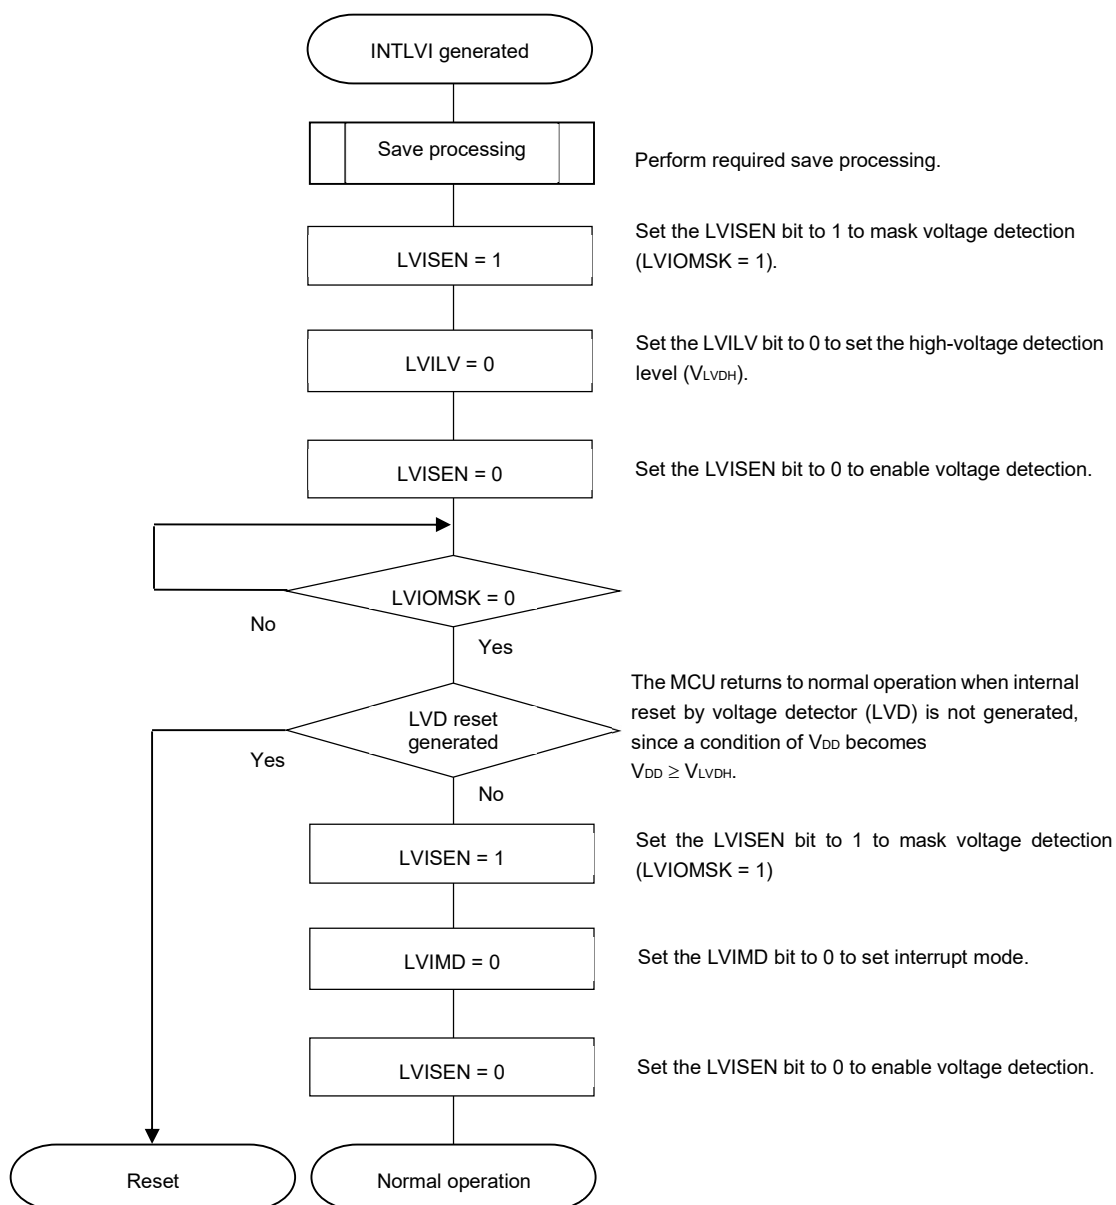 INTLVI generated
Save processing
Perform required save processing.
LVISEN = 1
Set the LVISEN bit to 1 to mask voltage detection
(LVIOMSK = 1).
LVILV = 0
Set the LVILV bit to 0 to set the high-voltage detection
level (VLVDH).
LVISEN = 0
Set the LVISEN bit to 0 to enable voltage detection.
LVIOMSK = 0
No
Yes
LVD reset
generated
The MCU returns to normal operation when internal
reset by voltage detector (LVD) is not generated,
since a condition of VDD becomes
VDD ≥ VLVDH.
Yes
No
LVISEN = 1
Set the LVISEN bit to 1 to mask voltage detection
(LVIOMSK = 1)
LVIMD = 0
Set the LVIMD bit to 0 to set interrupt mode.
LVISEN = 0
Set the LVISEN bit to 0 to enable voltage detection.
Reset
Normal operation